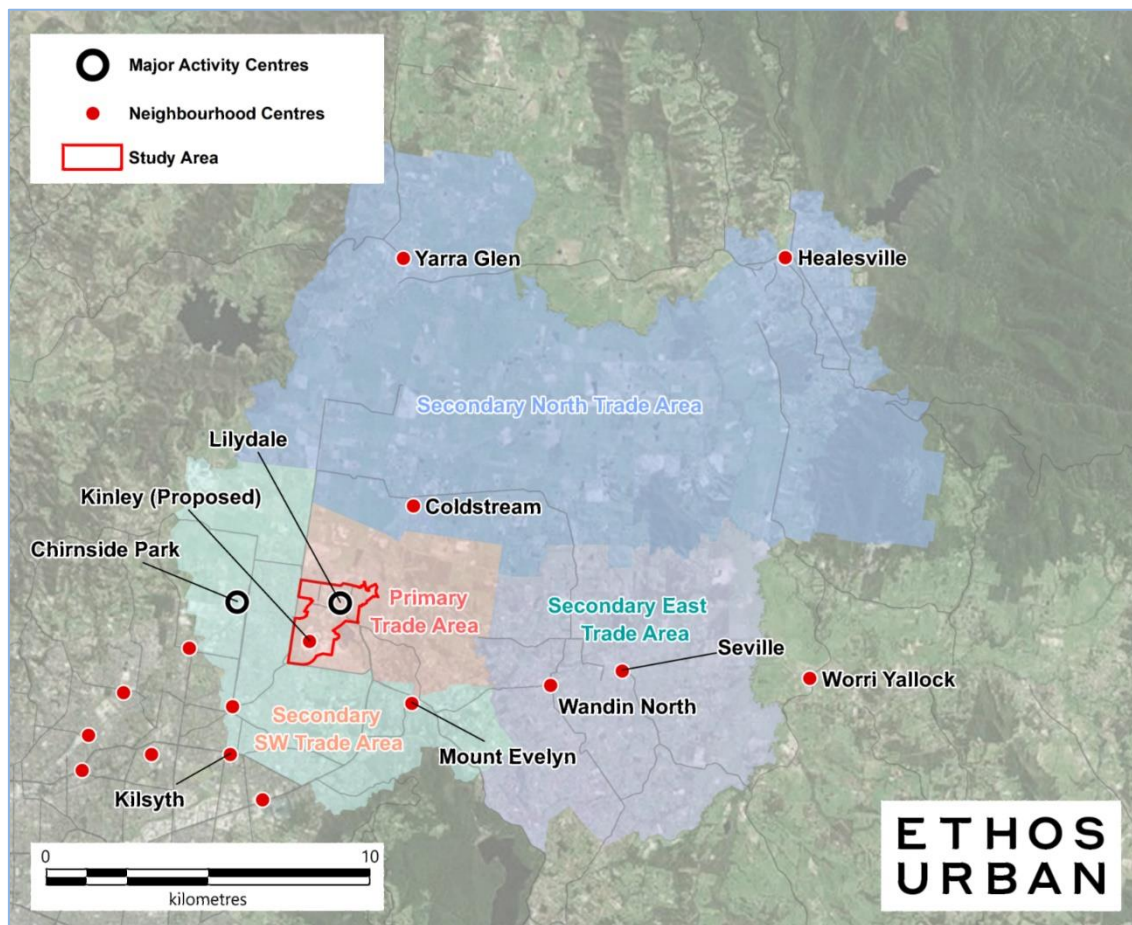 Major Activity Centres
Neighbourhood Centres
Study Area
Yarra Glen
Healesville
Secondary North Trade Area
Lilydale
Kinley (Proposed)
Coldstream
Chirnside Park
Primary
Trade Area
Secondary East
Trade Area
Seville
Worri Yallock
Wandin North
Secondary
SW Trade Area
Mount Evelyn
Kilsyth
0 10
kilometres
ETHOS
URBAN